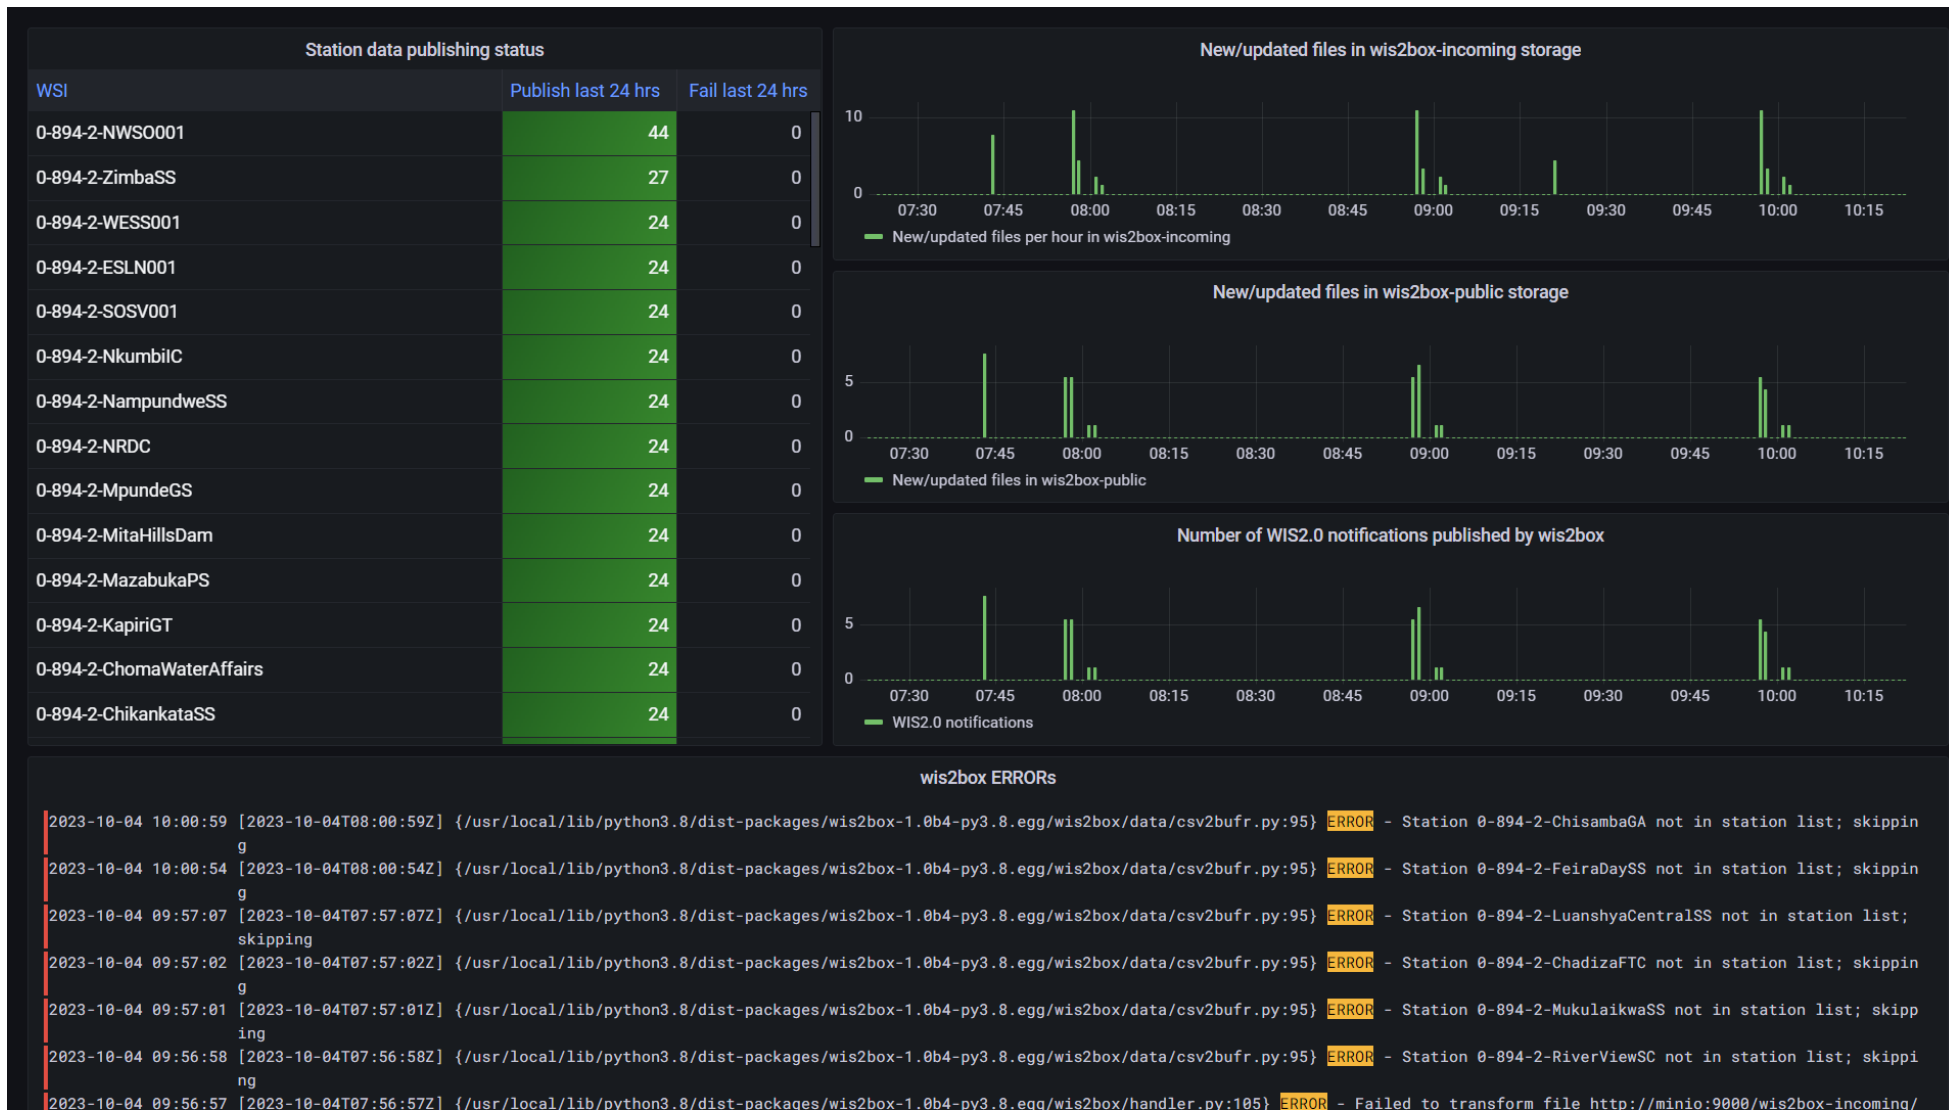 Station data publishing status
WSI Publish last 24 hrs Fail last 24 hrs
0-894-2-NWSO001 44 0
0-894-2-ZimbaSS 27 0
0-894-2-WESS001 24 0
0-894-2-ESLN001 24 0
0-894-2-SOSV001 24 0
0-894-2-NkumbiIC 24 0
0-894-2-NampundweSS 24 0
0-894-2-NRDC 24 0
0-894-2-MpundeGS 24 0
0-894-2-MitaHillsDam 24 0
0-894-2-MazabukaPS 24 0
0-894-2-KapiriGT 24 0
0-894-2-ChomaWaterAffairs 24 0
0-894-2-ChikankataSS 24 0
New/updated files in wis2box-incoming storage
10
0
07:30 07:45 08:00 08:15 08:30 08:45 09:00 09:15 09:30 09:45 10:00 10:15
New/updated files per hour in wis2box-incoming
New/updated files in wis2box-public storage
5
0
07:30 07:45 08:00 08:15 08:30 08:45 09:00 09:15 09:30 09:45 10:00 10:15
New/updated files in wis2box-public
Number of WIS2.0 notifications published by wis2box
5
0
07:30 07:45 08:00 08:15 08:30 08:45 09:00 09:15 09:30 09:45 10:00 10:15
WIS2.0 notifications
wis2box ERRORs
2023-10-04 10:00:59 [2023-10-04T08:00:59Z] {/usr/local/lib/python3.8/dist-packages/wis2box-1.0b4-py3.8.egg/wis2box/data/csv2bufr.py:95} ERROR - Station 0-894-2-ChisambaGA not in station list; skippin
g
2023-10-04 10:00:54 [2023-10-04T08:00:54Z] {/usr/local/lib/python3.8/dist-packages/wis2box-1.0b4-py3.8.egg/wis2box/data/csv2bufr.py:95} ERROR - Station 0-894-2-FeiraDaySS not in station list; skippin
g
2023-10-04 09:57:07 [2023-10-04T07:57:07Z] {/usr/local/lib/python3.8/dist-packages/wis2box-1.0b4-py3.8.egg/wis2box/data/csv2bufr.py:95} ERROR - Station 0-894-2-LuanshyaCentralSS not in station list;
skipping
2023-10-04 09:57:02 [2023-10-04T07:57:02Z] {/usr/local/lib/python3.8/dist-packages/wis2box-1.0b4-py3.8.egg/wis2box/data/csv2bufr.py:95} ERROR - Station 0-894-2-ChadizaFTC not in station list; skippin
g
2023-10-04 09:57:01 [2023-10-04T07:57:01Z] {/usr/local/lib/python3.8/dist-packages/wis2box-1.0b4-py3.8.egg/wis2box/data/csv2bufr.py:95} ERROR - Station 0-894-2-MukulaikwaSS not in station list; skipp
ing
2023-10-04 09:56:58 [2023-10-04T07:56:58Z] {/usr/local/lib/python3.8/dist-packages/wis2box-1.0b4-py3.8.egg/wis2box/data/csv2bufr.py:95} ERROR - Station 0-894-2-RiverViewSC not in station list; skippi
ng
2023-10-04 09:56:57 [2023-10-04T07:56:57Z] {/usr/local/lib/python3.8/dist-packages/wis2box-1.0b4-py3.8.egg/wis2box/handler.py:105} ERROR - Failed to transform file http://minio:9000/wis2box-incoming/